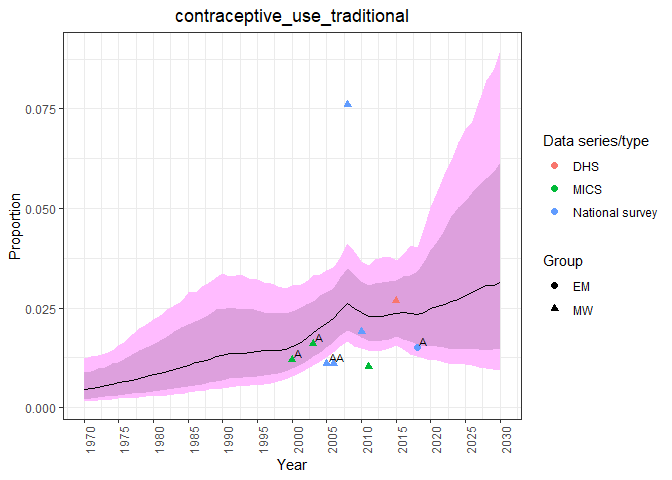 contraceptive_use_traditional
Proportion
0.075
0.050
0.025
0.000
A
A
A
A
A
1970
1975
1980
1985
1990
1995
2000
2005
2010
2015
2020
2025
2030
Year
Data series/type
DHS
MICS
National survey
Group
EM
MW